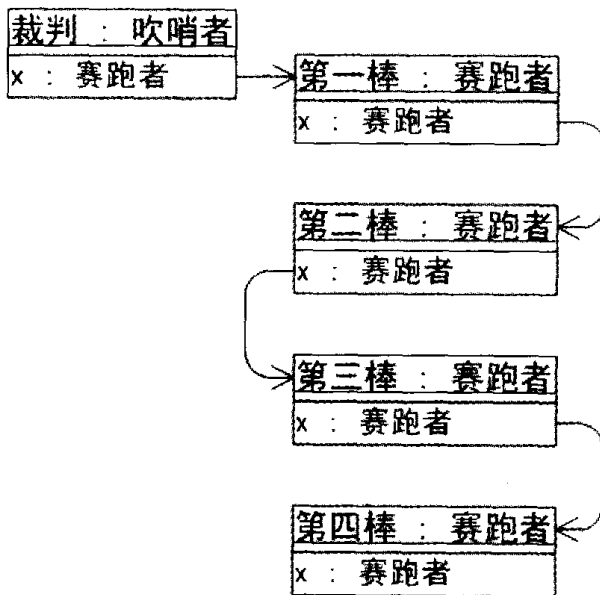 裁判 : 吹哨者
x : 赛跑者
第一棒 : 赛跑者
x : 赛跑者
第二棒 : 赛跑者
x : 赛跑者
第三棒 : 赛跑者
x : 赛跑者
第四棒 : 赛跑者
x : 赛跑者